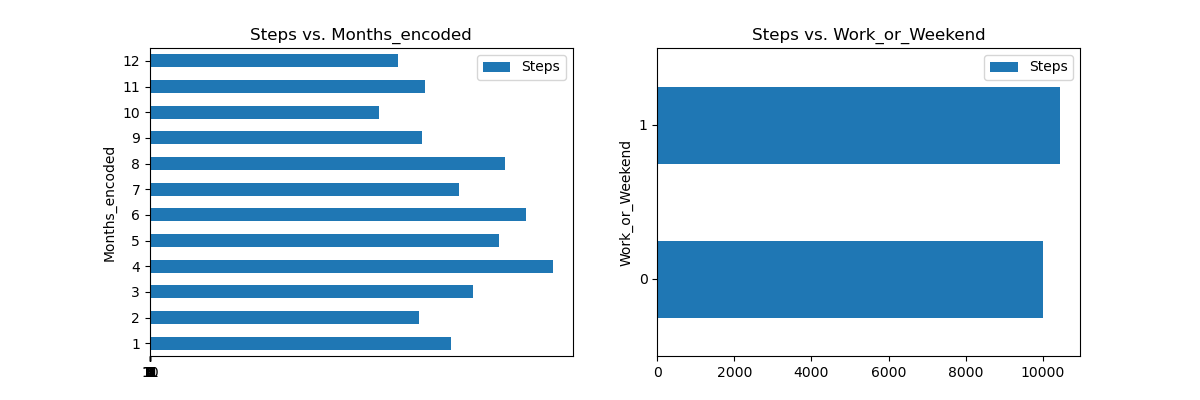 Steps vs. Months_encoded
Steps
Months_encoded
12
11
10
9
8
7
6
5
4
3
2
1
Steps vs. Work_or_Weekend
Steps
Work_or_Weekend
1
0
0 2000 4000 6000 8000 10000